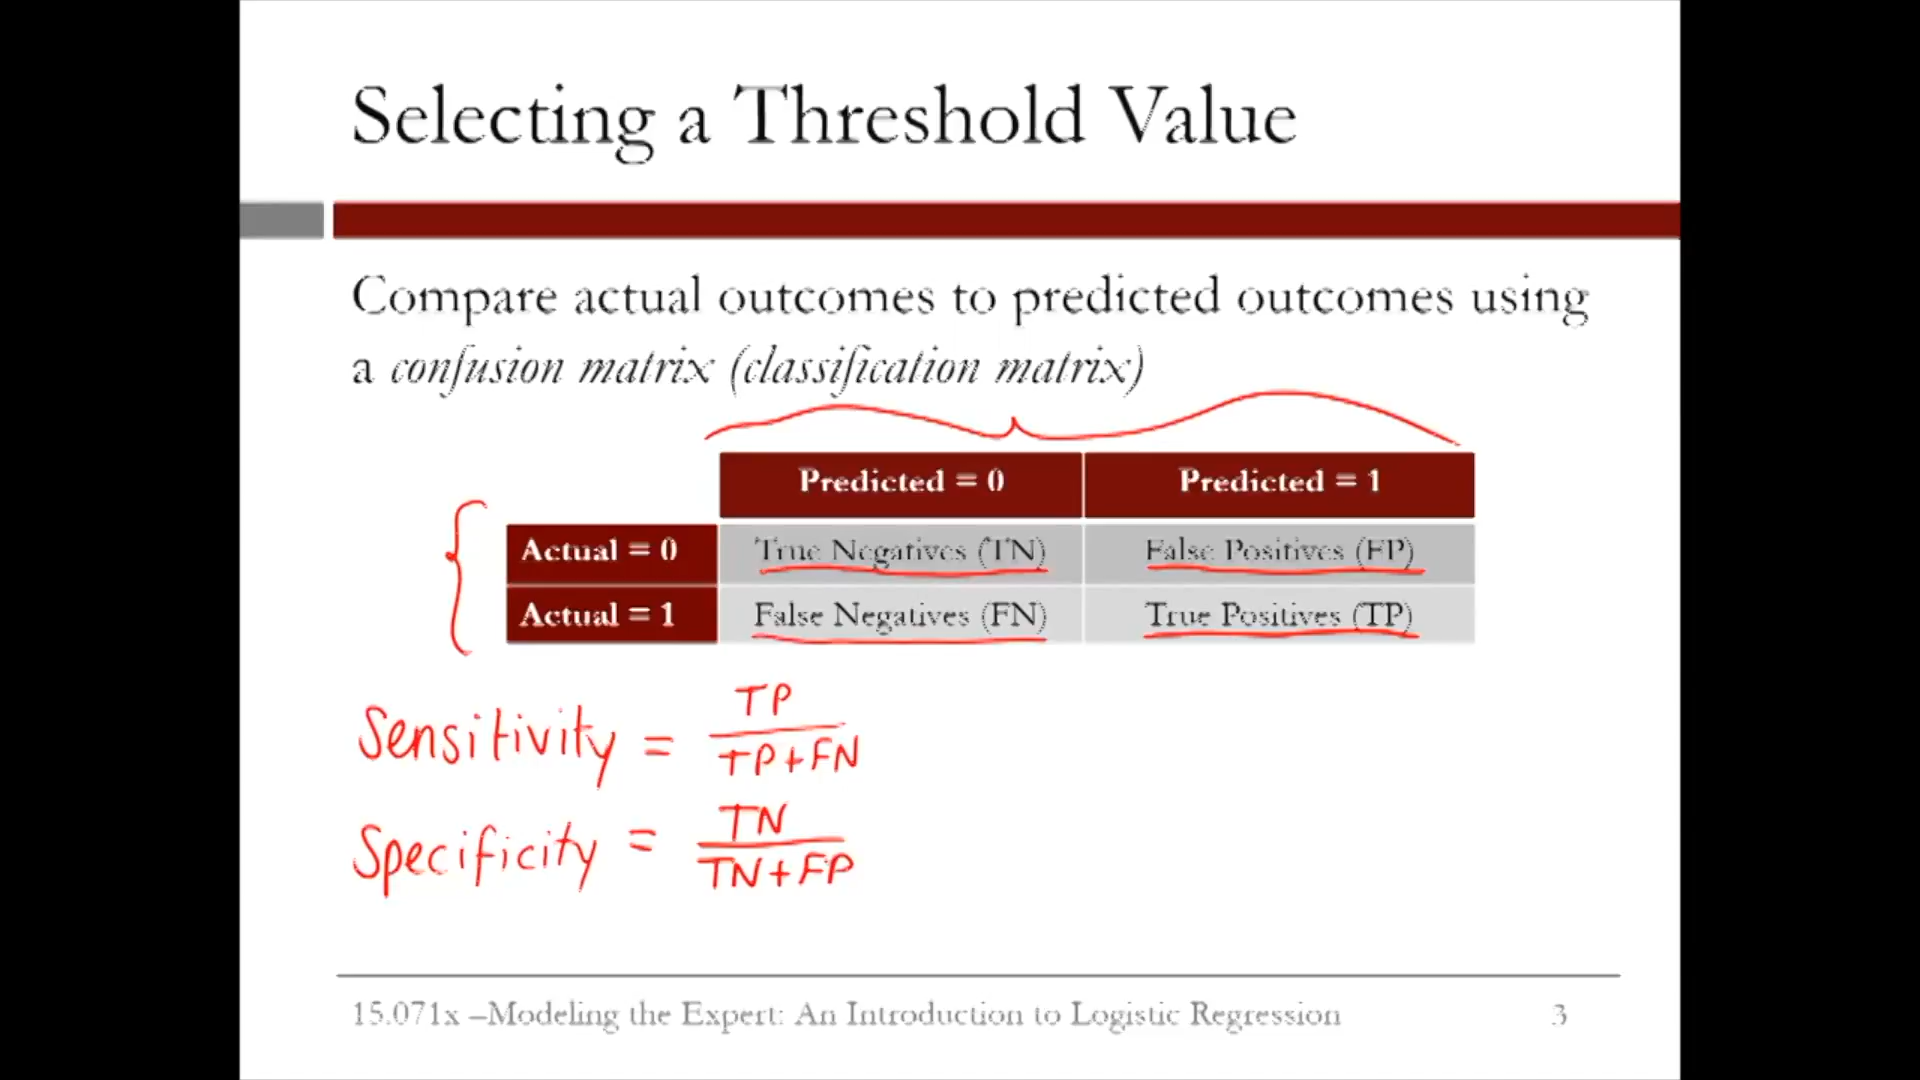 Selecting a Threshold Value
Compare actual outcomes to predicted outcomes using
a confusion matrix (classification matrix)
Predicted = 0 Predicted = 1
Actual = 0 True Negatives (TN) False Positives (FP)
Actual = 1 False Negatives (FN) True Positives (TP)
Sensitivity = TP
TP+FN
Specificity = TN
TN+FP
15.071x –Modeling the Expert: An Introduction to Logistic Regression 3